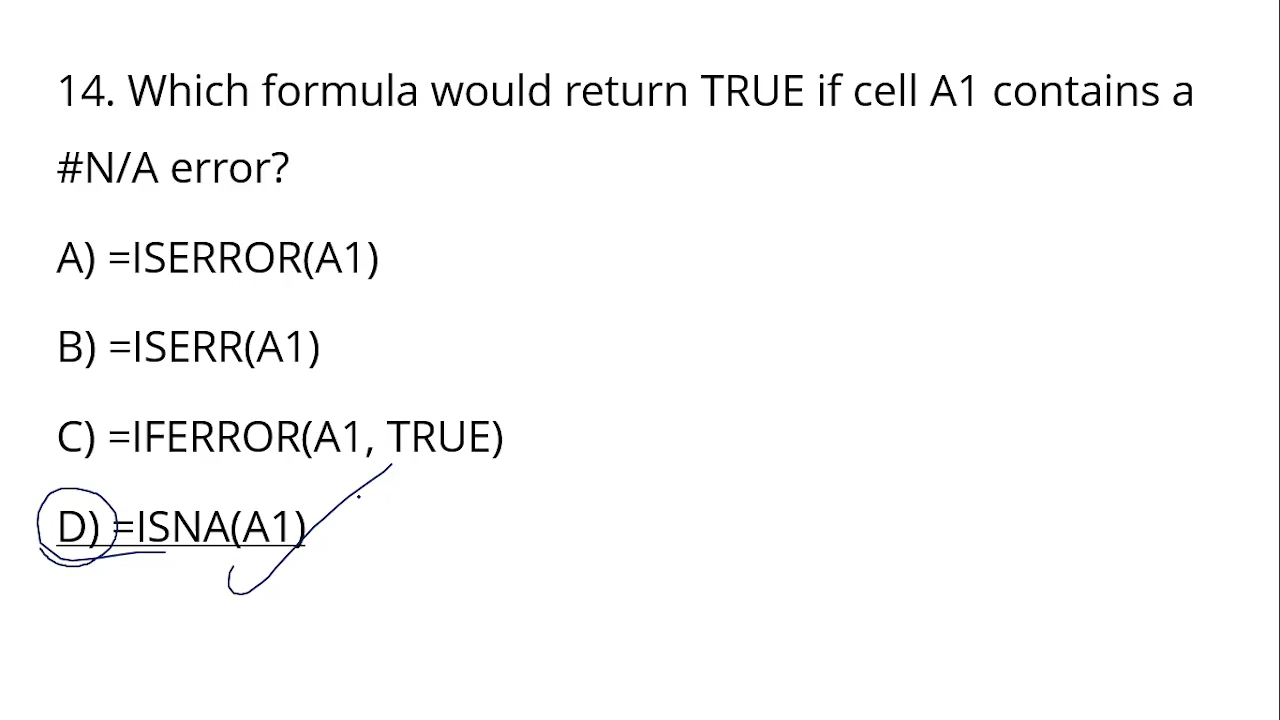 14. Which formula would return TRUE if cell A1 contains a
#N/A error?
A) =ISERROR(A1)
B) =ISERR(A1)
C) =IFERROR(A1, TRUE)
D) =ISNA(A1)